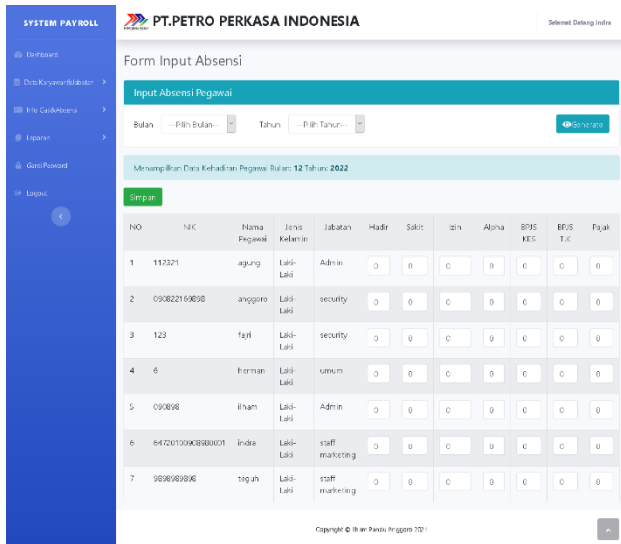 SYSTEM PAYROLL
PT.PETRO PERKASA INDONESIA
Selamat Datang indra
Dashboard
Data Karyawan&Jabatan
Info Gaji&Absensi
Laporan
Ganti Pasword
Logout
Form Input Absensi
Input Absensi Pegawai
Bulan --Pilih Bulan-- Tahun --Pilih Tahun-- Generate
Menampilkan Data Kehadiran Pegawai Bulan: 12 Tahun: 2022
Simpan
NO NIK Nama Pegawai Jenis Kelamin Jabatan Hadir Sakit Izin Alpha BPJS KES BPJS T.K Pajak
1 112321 agung Laki-Laki Admin 0 0 0 0 0 0 0
2 090822169898 anggoro Laki-Laki security 0 0 0 0 0 0 0
3 123 fajri Laki-Laki security 0 0 0 0 0 0 0
4 6 herman Laki-Laki umum 0 0 0 0 0 0 0
5 090898 ilham Laki-Laki Admin 0 0 0 0 0 0 0
6 64720100908980001 indra Laki-Laki staff marketing 0 0 0 0 0 0 0
7 9898989898 teguh Laki-Laki staff marketing 0 0 0 0 0 0 0
Copyright © Ilham Pandu Anggoro 2021